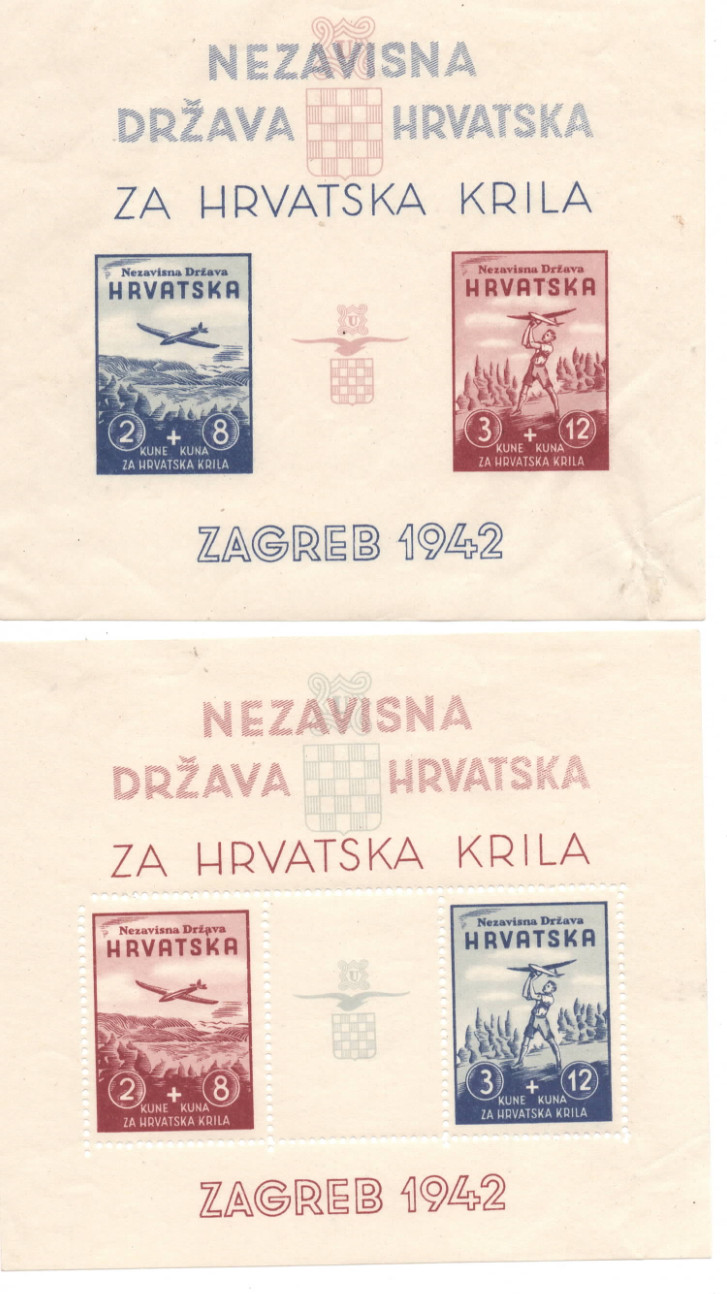 U
NEZAVISNA
DRŽAVA HRVATSKA
ZA HRVATSKA KRILA
Nezavisna Država
HRVATSKA
2 + 8
KUNE KUNA
ZA HRVATSKA KRILA
U
Nezavisna Država
HRVATSKA
3 + 12
KUNE KUNA
ZA HRVATSKA KRILA
ZAGREB 1942
U
NEZAVISNA
DRŽAVA HRVATSKA
ZA HRVATSKA KRILA
Nezavisna Država
HRVATSKA
2 + 8
KUNE KUNA
ZA HRVATSKA KRILA
U
Nezavisna Država
HRVATSKA
3 + 12
KUNE KUNA
ZA HRVATSKA KRILA
ZAGREB 1942